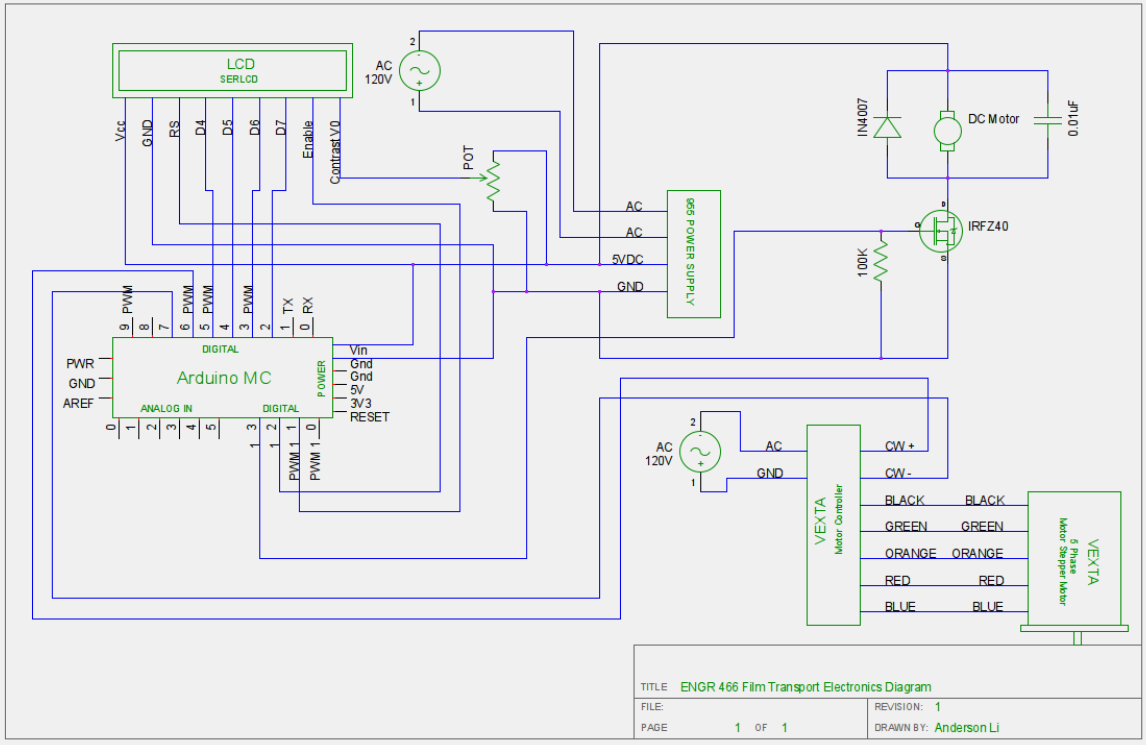 LCD
SERLCD
Vcc
GND
RS
D4
D5
D6
D7
Enable
Contrast V0
AC
120V
2
1
POT
IN4007
DC Motor
0.01uF
IRFZ40
100K
AC
AC
5VDC
GND
955 POWER SUPPLY
PWM
PWM
PWM
PWM
TX
RX
9
8
7
6
5
4
3
2
1
0
DIGITAL
PWR
GND
AREF
Arduino MC
POWER
Vin
Gnd
Gnd
5V
3V3
RESET
ANALOG IN
DIGITAL
0
1
2
3
4
5
1 3
1 2
PWM 1 1
PWM 1 0
AC
120V
2
1
AC
GND
VEXTA
Motor Controller
CW +
CW -
BLACK BLACK
GREEN GREEN
ORANGE ORANGE
RED RED
BLUE BLUE
VEXTA
5 Phase
Motor Stepper Motor
TITLE ENGR 466 Film Transport Electronics Diagram
FILE:
REVISION: 1
PAGE 1 OF 1
DRAWN BY: Anderson Li